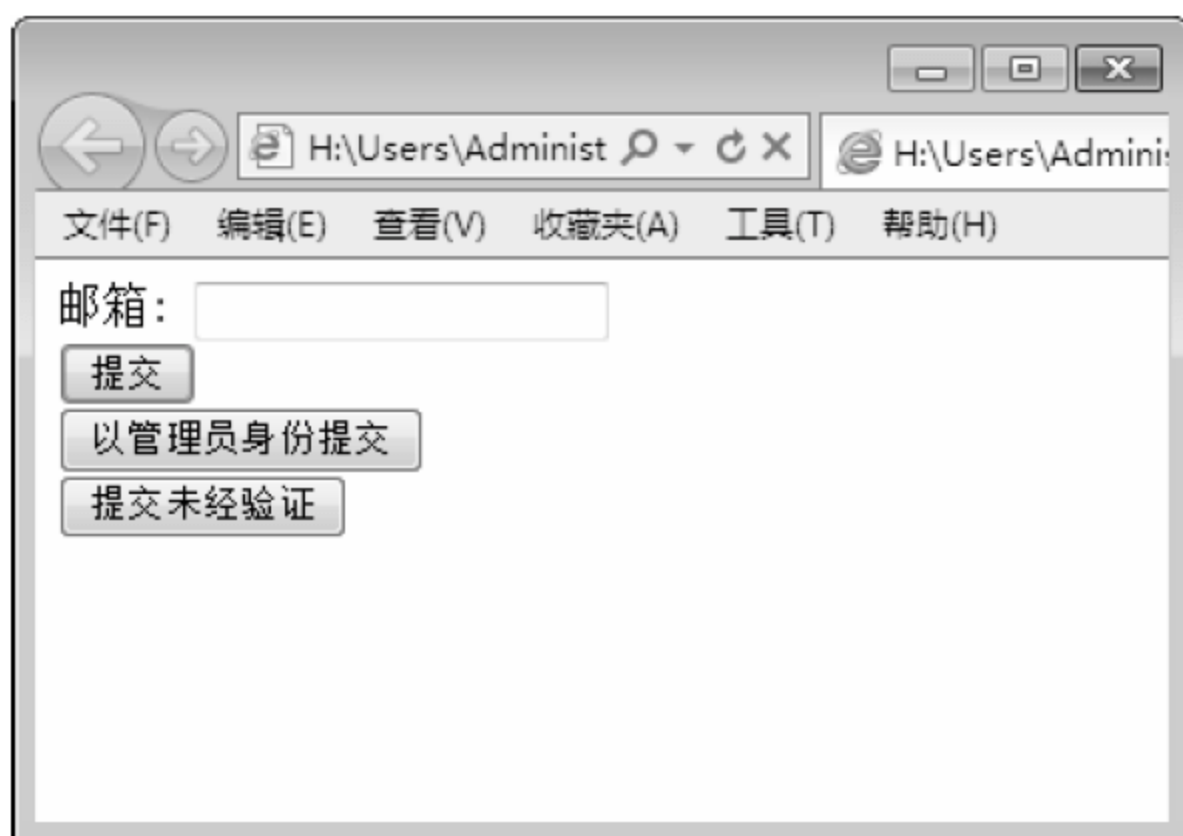 H:\Users\Administ
H:\Users\Adminis
文件(F) 编辑(E) 查看(V) 收藏夹(A) 工具(T) 帮助(H)
邮箱:
提交
以管理员身份提交
提交未经验证